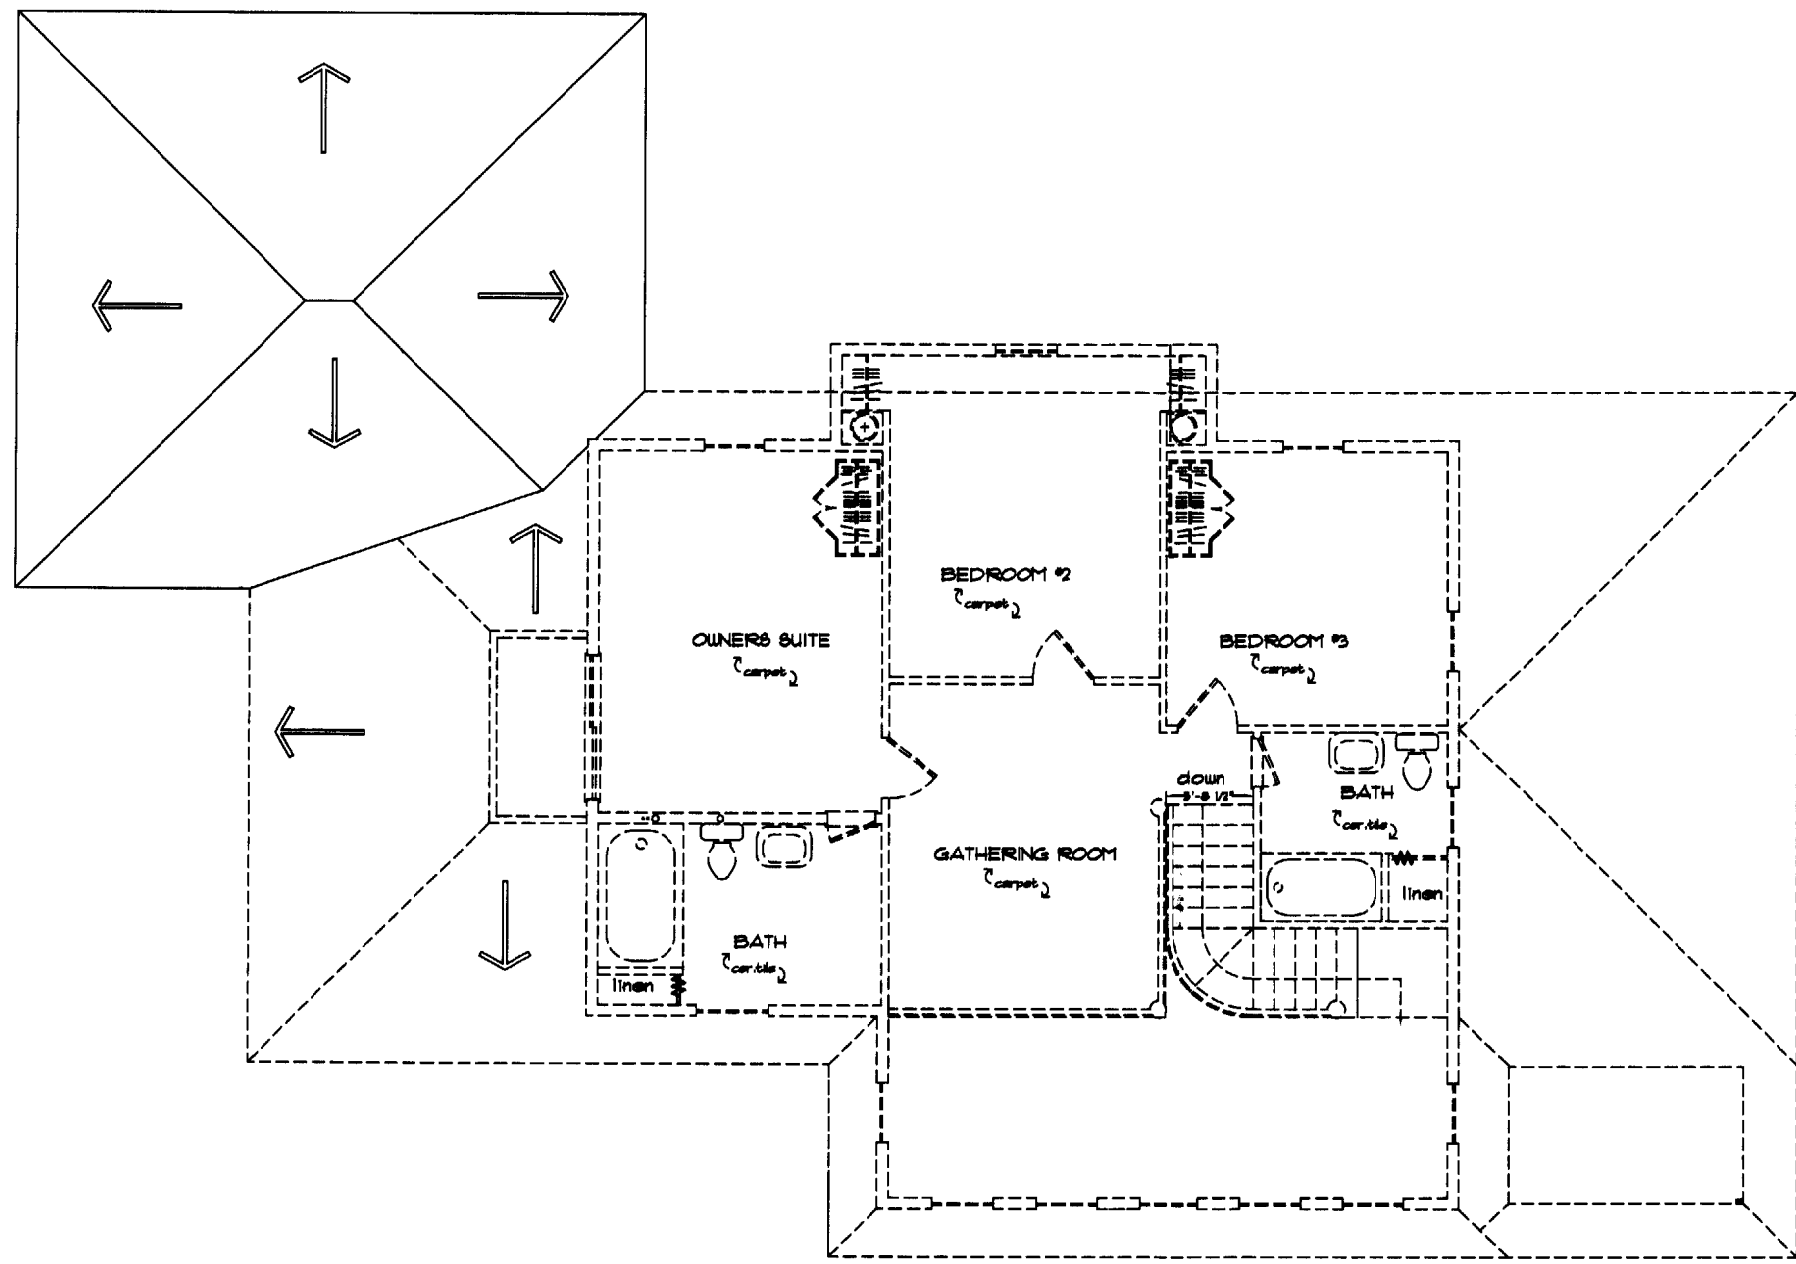 BEDROOM #2
carpet
OWNERS SUITE
carpet
BEDROOM #3
carpet
down
BATH
cer.tile
GATHERING ROOM
carpet
linen
BATH
cer.tile
linen